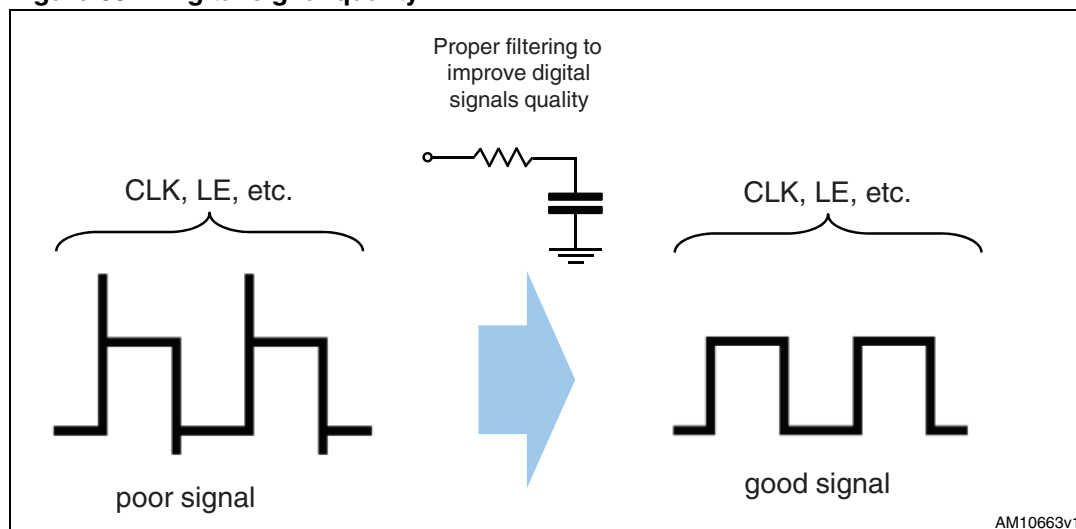 Proper filtering to
improve digital
signals quality
CLK, LE, etc.
CLK, LE, etc.
poor signal
good signal
AM10663v1